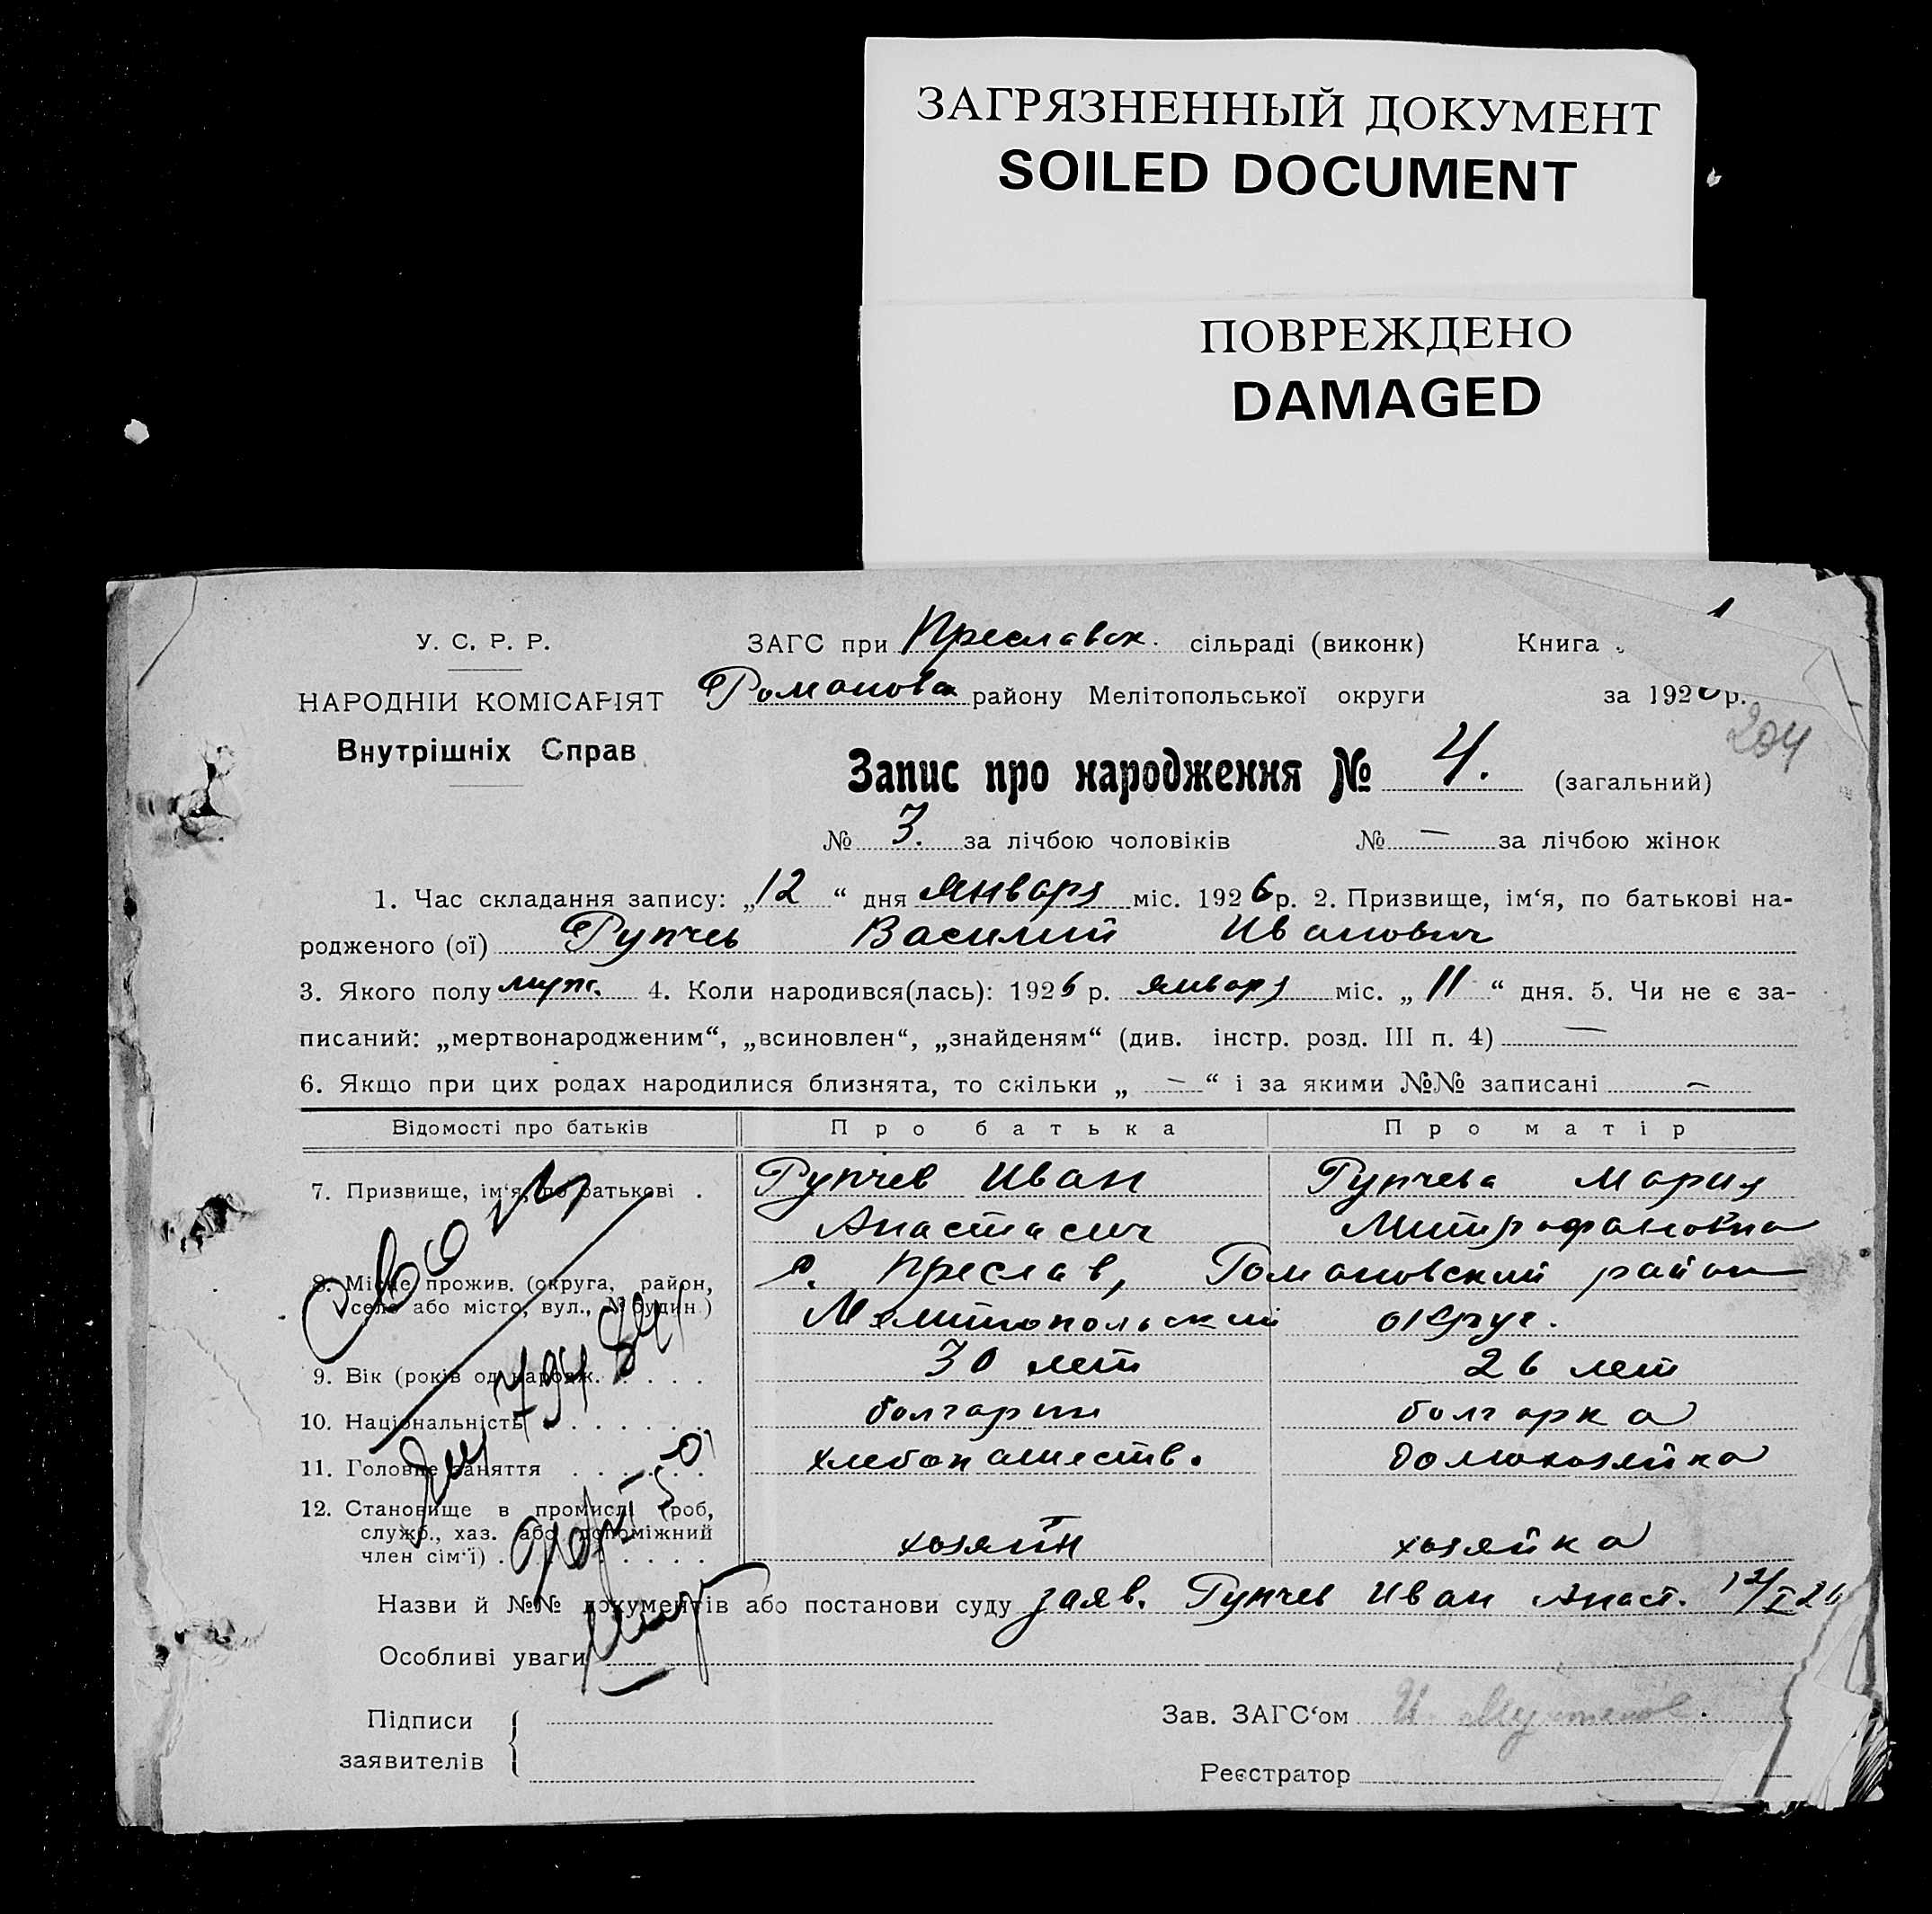 ЗАГРЯЗНЕННЫЙ ДОКУМЕНТ
SOILED DOCUMENT
ПОВРЕЖДЕНО
DAMAGED
1
У. С. Р. Р.
НАРОДНІЙ КОМІСАРІЯТ
Внутрішніх Справ
ЗАГС при Преславск. сільраді (виконк) Книга
Романова району Мелітопольської округи за 1926 р.
204
Запис про народження № 4. (загальний)
№ 3. за лічбою чоловіків № — за лічбою жінок
1. Час складання запису: „12“ дня января міс. 1926 р. 2. Призвище, ім‘я, по батькові на-
родженого (ої) Рупчев Василий Иванович
3. Якого полу муж. 4. Коли народився(лась): 1926 р. января міс. „11“ дня. 5. Чи не є за-
писаний: „мертвонародженим“, „всиновлен“, „знайденям“ (див. інстр. розд. III п. 4) —
6. Якщо при цих родах народилися близнята, то скільки „ — “ і за якими №№ записані —
Відомості про батьків Про батька Про матір
7. Призвище, ім‘я, по батькові . Рупчев Иван Рупчева Мария
Анастасич Митрофановна
8. Місце прожив. (округа, район, с. Преслав, Романовский район
село або місто, вул., № будин) Мелитопольский округ.
9. Вік (років од народж. . . . . 30 лет 26 лет
10. Національність . . . . . . . болгарин болгарка
11. Головне заняття . . . . . . хлебопашеств. домохозяйка
12. Становище в промислі (роб,
служб., хаз. або допоміжний
член сім‘ї) . . . . . . . . хозяин хозяйка
Назви й №№ документів або постанови суду заяв. Рупчев Иван Анаст. 12/I 26
Особливі уваги
Підписи
заявителів
Зав. ЗАГС‘ом И.
Реєстратор